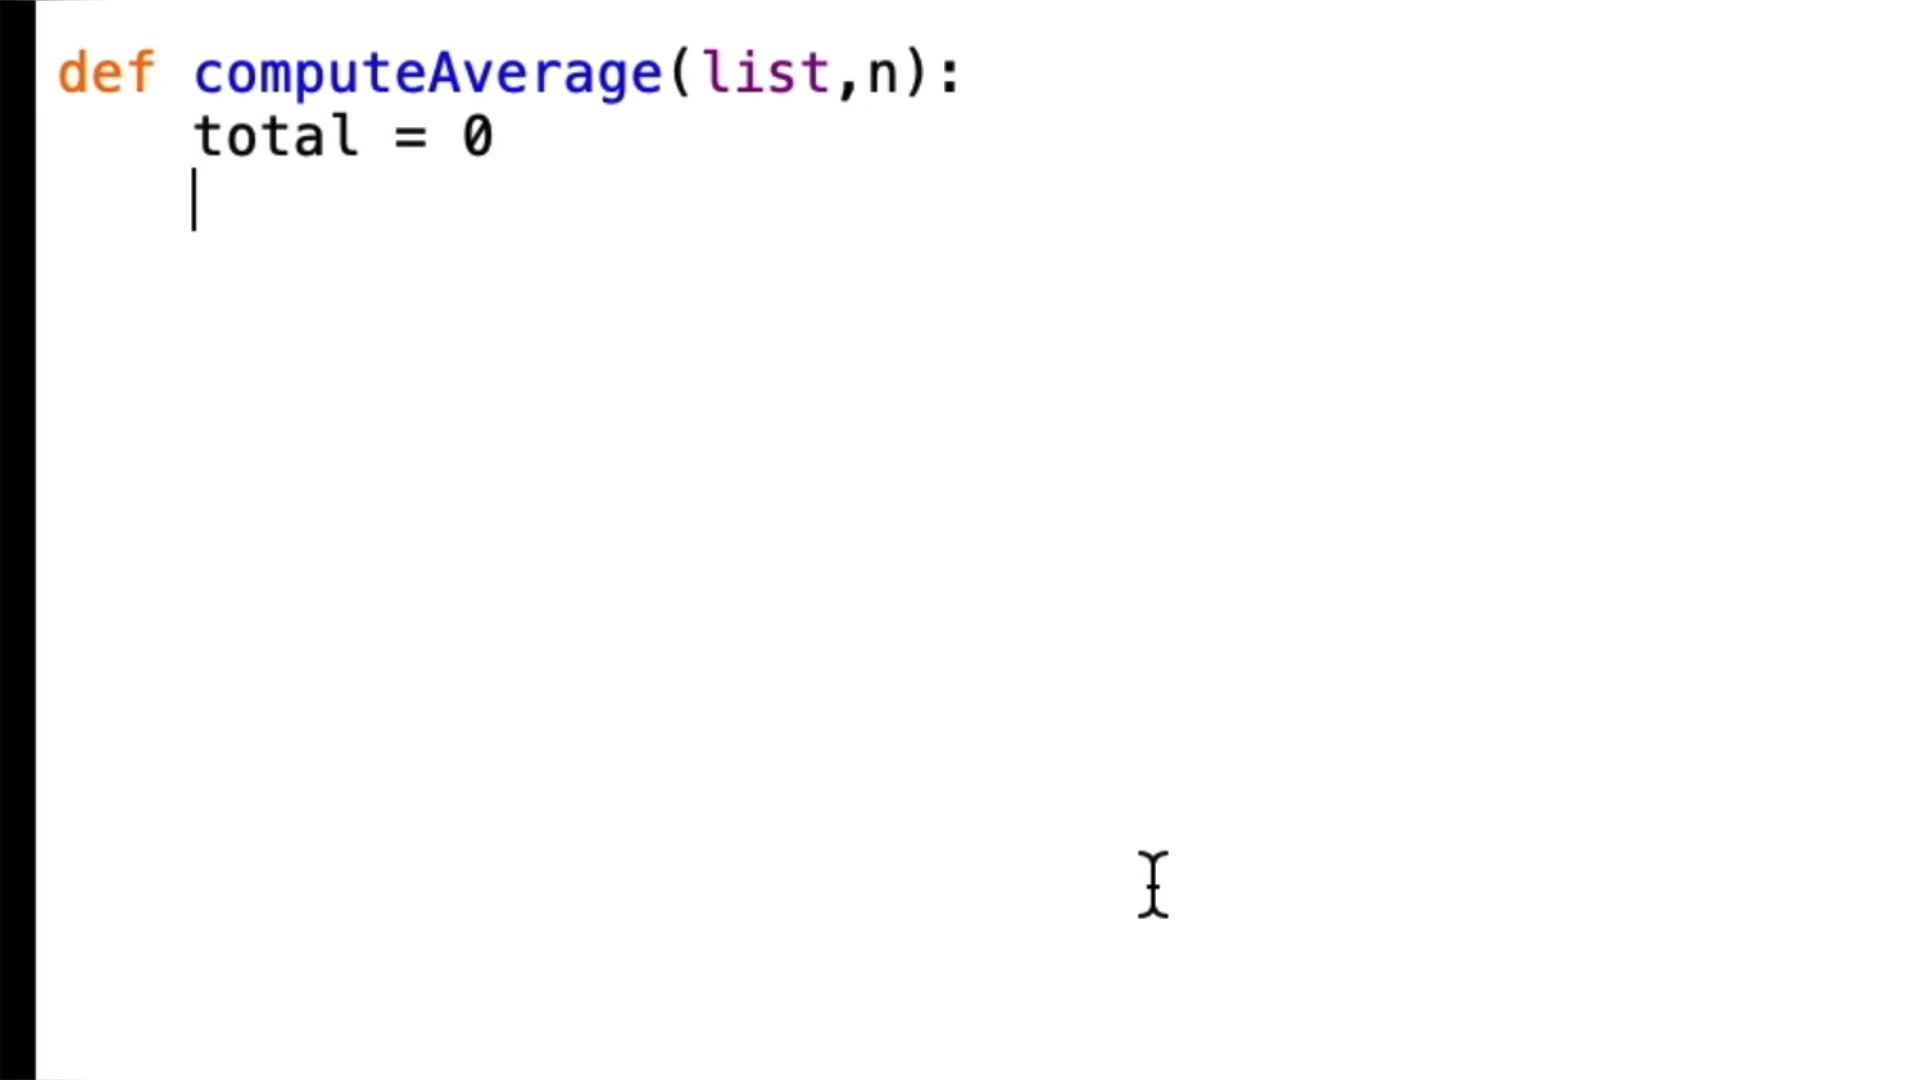 def computeAverage(list,n):
    total = 0